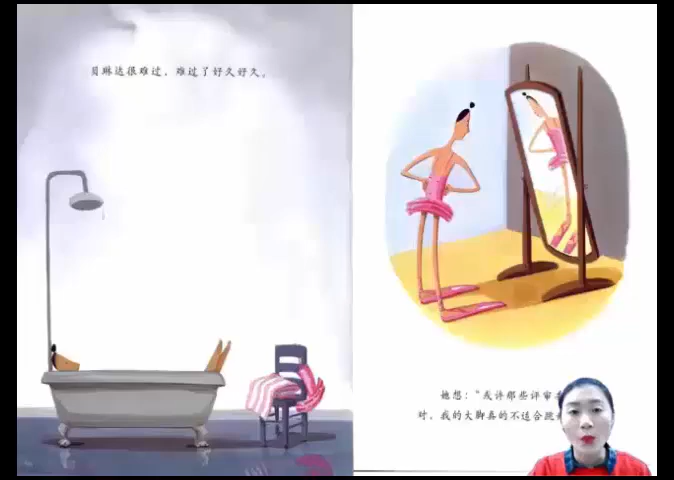 贝琳达很难过，难过了好久好久。
她想：“或许那些评审
对，我的大脚真的不适合跳